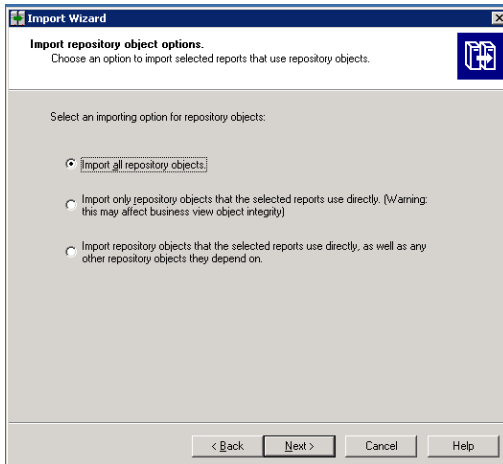 Import Wizard
Import repository object options.
Choose an option to import selected reports that use repository objects.
Select an importing option for repository objects:
Import all repository objects.
Import only repository objects that the selected reports use directly. (Warning:
this may affect business view object integrity)
Import repository objects that the selected reports use directly, as well as any
other repository objects they depend on.
< Back Next > Cancel Help